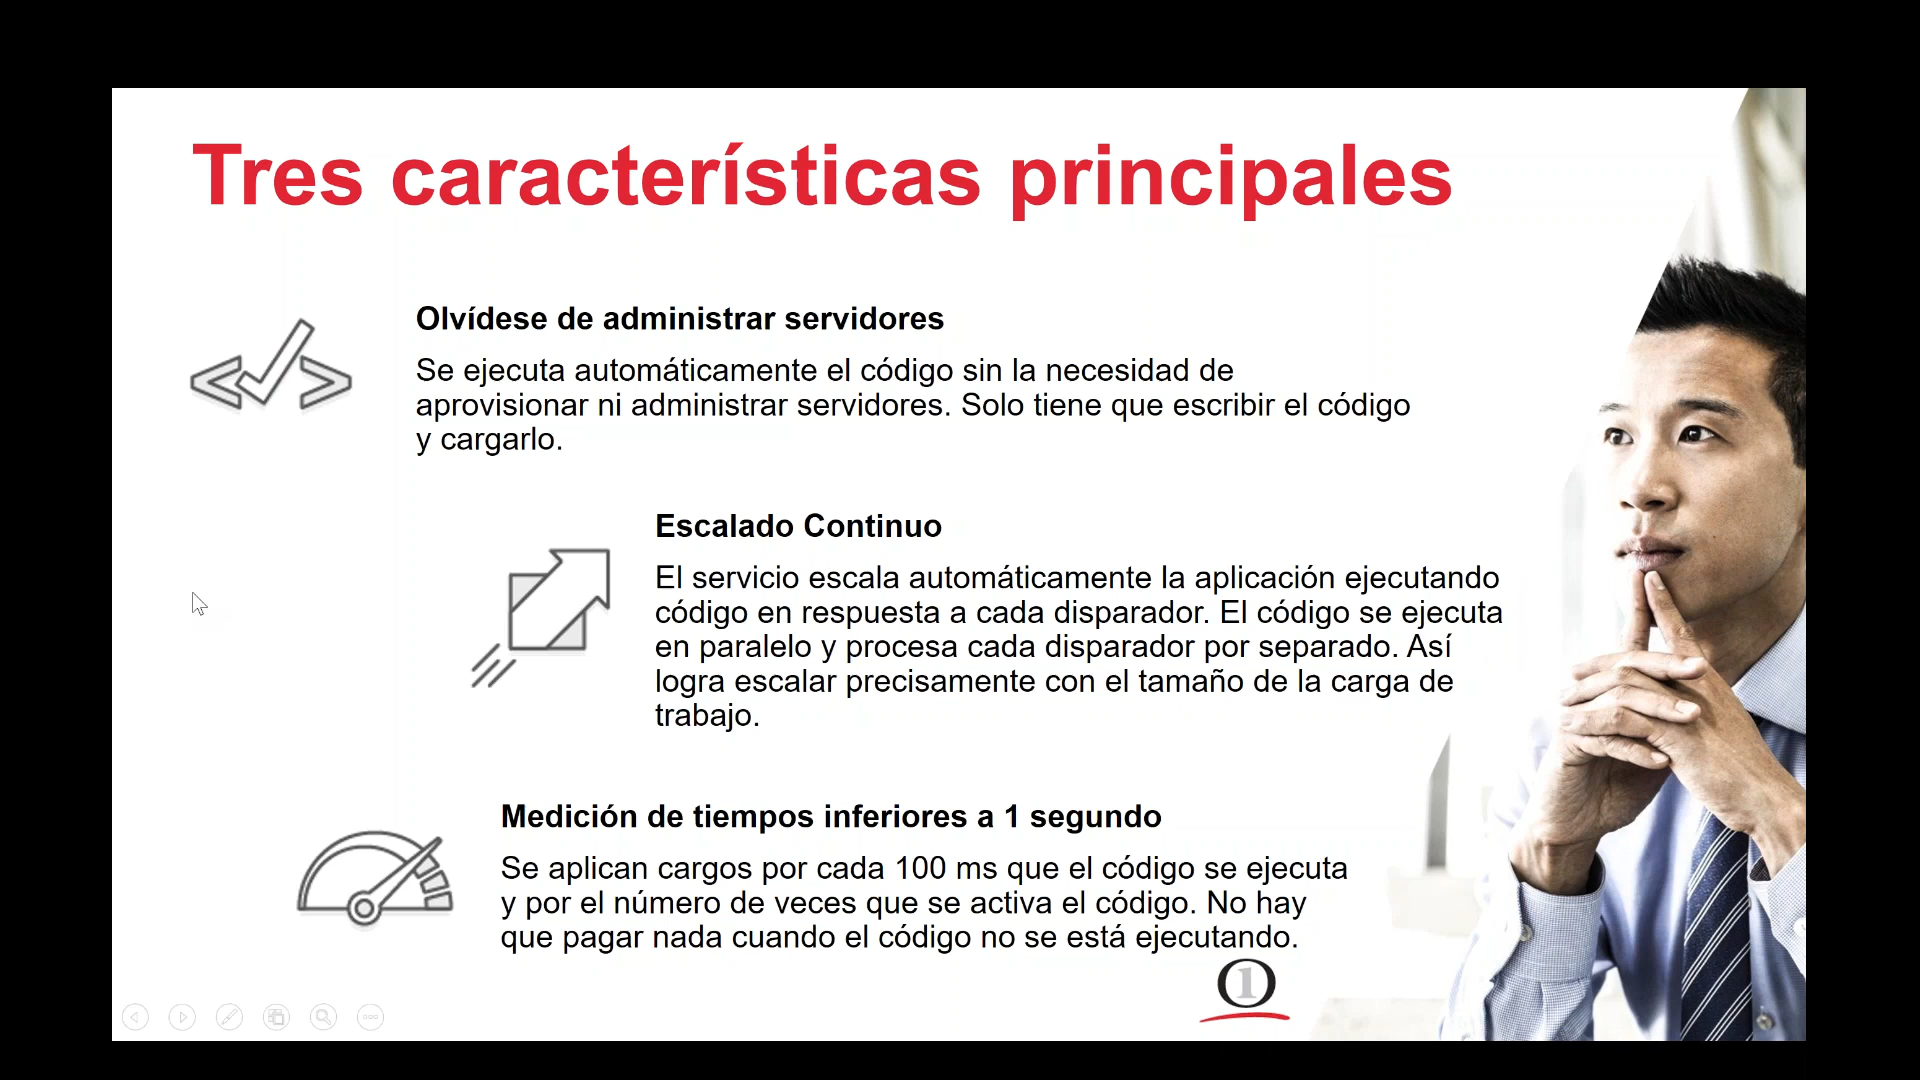 Tres características principales
Olvídese de administrar servidores
Se ejecuta automáticamente el código sin la necesidad de
aprovisionar ni administrar servidores. Solo tiene que escribir el código
y cargarlo.
Escalado Continuo
El servicio escala automáticamente la aplicación ejecutando
código en respuesta a cada disparador. El código se ejecuta
en paralelo y procesa cada disparador por separado. Así
logra escalar precisamente con el tamaño de la carga de
trabajo.
Medición de tiempos inferiores a 1 segundo
Se aplican cargos por cada 100 ms que el código se ejecuta
y por el número de veces que se activa el código. No hay
que pagar nada cuando el código no se está ejecutando.